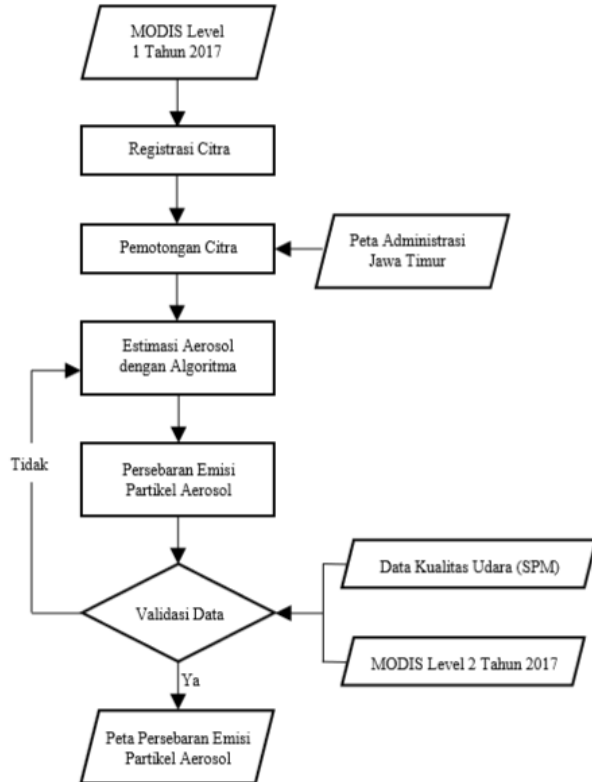 MODIS Level
1 Tahun 2017
Registrasi Citra
Pemotongan Citra
Peta Administrasi
Jawa Timur
Estimasi Aerosol
dengan Algoritma
Tidak
Persebaran Emisi
Partikel Aerosol
Data Kualitas Udara (SPM)
Validasi Data
MODIS Level 2 Tahun 2017
Ya
Peta Persebaran Emisi
Partikel Aerosol